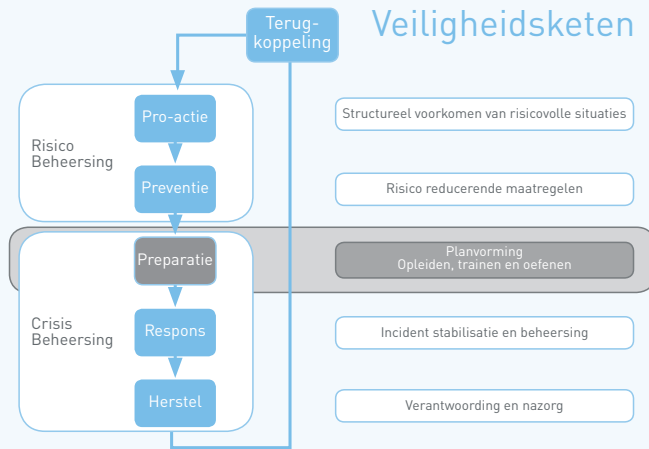 Veiligheidsketen
Terug-
koppeling
Risico
Beheersing
Pro-actie
Structureel voorkomen van risicovolle situaties
Preventie
Risico reducerende maatregelen
Preparatie
Planvorming
Opleiden, trainen en oefenen
Crisis
Beheersing
Respons
Incident stabilisatie en beheersing
Herstel
Verantwoording en nazorg